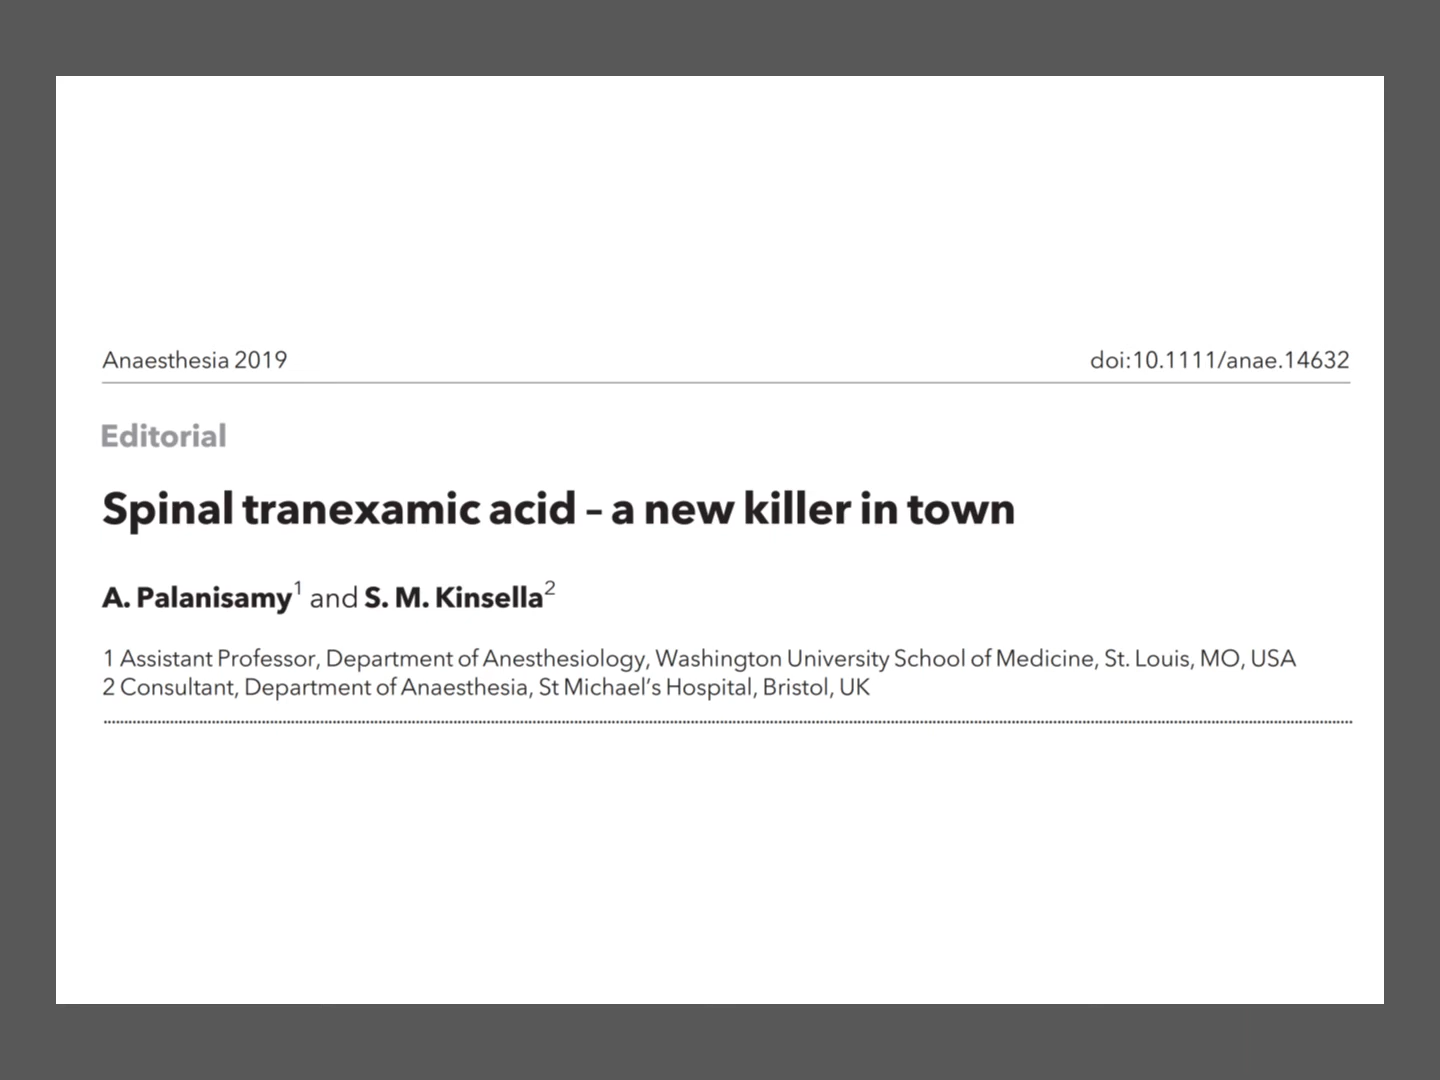 Anaesthesia 2019 doi:10.1111/anae.14632
Editorial
Spinal tranexamic acid – a new killer in town
A. Palanisamy1 and S. M. Kinsella2
1 Assistant Professor, Department of Anesthesiology, Washington University School of Medicine, St. Louis, MO, USA
2 Consultant, Department of Anaesthesia, St Michael’s Hospital, Bristol, UK